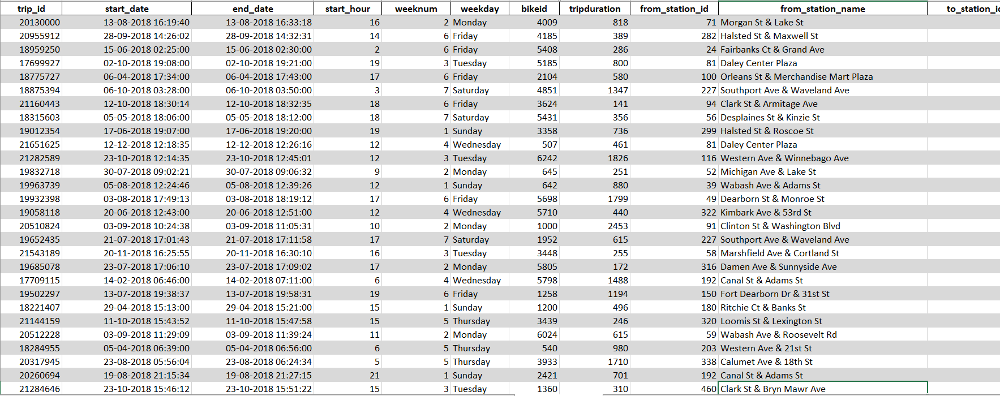 trip_id start_date end_date start_hour weeknum weekday bikeid tripduration from_station_id from_station_name to_station_id
20130000 13-08-2018 16:19:40 13-08-2018 16:33:18 16 2 Monday 4009 818 71 Morgan St & Lake St
20955912 28-09-2018 14:26:02 28-09-2018 14:32:31 14 6 Friday 4185 389 282 Halsted St & Maxwell St
18959250 15-06-2018 02:25:00 15-06-2018 02:30:00 2 6 Friday 5408 286 24 Fairbanks Ct & Grand Ave
17699927 02-10-2018 19:08:00 02-10-2018 19:21:00 19 3 Tuesday 5185 800 81 Daley Center Plaza
18775727 06-04-2018 17:34:00 06-04-2018 17:43:00 17 6 Friday 2104 580 100 Orleans St & Merchandise Mart Plaza
18875394 06-10-2018 03:28:00 06-10-2018 03:50:00 3 7 Saturday 4851 1347 227 Southport Ave & Waveland Ave
21160443 12-10-2018 18:30:14 12-10-2018 18:32:35 18 6 Friday 3624 141 94 Clark St & Armitage Ave
18315603 05-05-2018 18:06:00 05-05-2018 18:12:00 18 7 Saturday 5431 356 56 Desplaines St & Kinzie St
19012354 17-06-2018 19:07:00 17-06-2018 19:20:00 19 1 Sunday 3358 736 299 Halsted St & Roscoe St
21651625 12-12-2018 12:18:35 12-12-2018 12:26:16 12 4 Wednesday 507 461 81 Daley Center Plaza
21282589 23-10-2018 12:14:35 23-10-2018 12:45:01 12 3 Tuesday 6242 1826 116 Western Ave & Winnebago Ave
19832718 30-07-2018 09:02:21 30-07-2018 09:06:32 9 2 Monday 645 251 52 Michigan Ave & Lake St
19963739 05-08-2018 12:24:46 05-08-2018 12:39:26 12 1 Sunday 642 880 39 Wabash Ave & Adams St
19932398 03-08-2018 17:49:13 03-08-2018 18:19:12 17 6 Friday 5698 1799 49 Dearborn St & Monroe St
19058118 20-06-2018 12:43:00 20-06-2018 12:51:00 12 4 Wednesday 5710 440 322 Kimbark Ave & 53rd St
20510824 03-09-2018 10:24:38 03-09-2018 11:05:31 10 2 Monday 1000 2453 91 Clinton St & Washington Blvd
19652435 21-07-2018 17:01:43 21-07-2018 17:11:58 17 7 Saturday 1952 615 227 Southport Ave & Waveland Ave
21543189 20-11-2018 16:25:55 20-11-2018 16:30:10 16 3 Tuesday 3448 255 58 Marshfield Ave & Cortland St
19685078 23-07-2018 17:06:10 23-07-2018 17:09:02 17 2 Monday 5805 172 316 Damen Ave & Sunnyside Ave
17709115 14-02-2018 06:46:00 14-02-2018 07:11:00 6 4 Wednesday 5798 1488 192 Canal St & Adams St
19502297 13-07-2018 19:38:37 13-07-2018 19:58:31 19 6 Friday 1258 1194 150 Fort Dearborn Dr & 31st St
18221407 29-04-2018 15:13:00 29-04-2018 15:21:00 15 1 Sunday 1200 496 180 Ritchie Ct & Banks St
21144159 11-10-2018 15:43:52 11-10-2018 15:47:58 15 5 Thursday 3439 246 320 Loomis St & Lexington St
20512228 03-09-2018 11:29:09 03-09-2018 11:39:24 11 2 Monday 6024 615 59 Wabash Ave & Roosevelt Rd
18284955 05-04-2018 06:39:00 05-04-2018 06:56:00 6 5 Thursday 540 980 203 Western Ave & 21st St
20317945 23-08-2018 05:56:04 23-08-2018 06:24:34 5 5 Thursday 3933 1710 338 Calumet Ave & 18th St
20260694 19-08-2018 21:15:34 19-08-2018 21:27:15 21 1 Sunday 2421 701 192 Canal St & Adams St
21284646 23-10-2018 15:46:12 23-10-2018 15:51:22 15 3 Tuesday 1360 310 460 Clark St & Bryn Mawr Ave